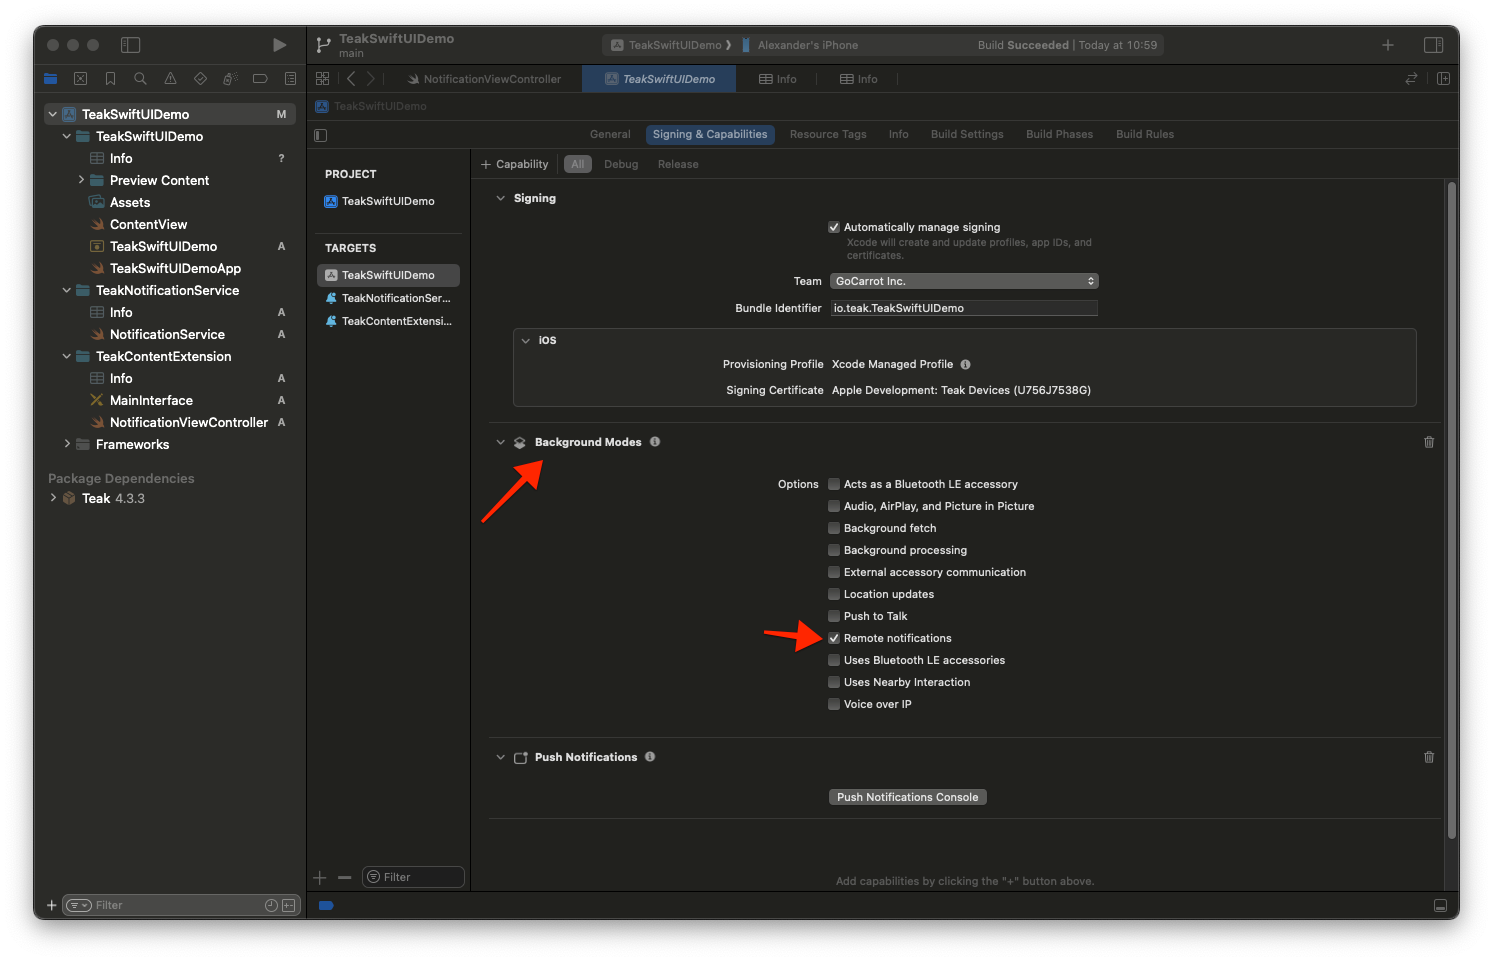 TeakSwiftUIDemo
main
TeakSwiftUIDemo
Alexander's iPhone
Build Succeeded | Today at 10:59
NotificationViewController
TeakSwiftUIDemo
Info
Info
TeakSwiftUIDemo
General
Signing & Capabilities
Resource Tags
Info
Build Settings
Build Phases
Build Rules
TeakSwiftUIDemo M
TeakSwiftUIDemo
Info ?
Preview Content
Assets
ContentView
TeakSwiftUIDemo A
TeakSwiftUIDemoApp
TeakNotificationService
Info A
NotificationService A
TeakContentExtension
Info A
MainInterface A
NotificationViewController A
Frameworks
Package Dependencies
Teak 4.3.3
Filter
PROJECT
TeakSwiftUIDemo
TARGETS
TeakSwiftUIDemo
TeakNotificationSer...
TeakContentExtensi...
Filter
+ Capability
All
Debug
Release
Signing
Automatically manage signing
Xcode will create and update profiles, app IDs, and
certificates.
Team GoCarrot Inc.
Bundle Identifier io.teak.TeakSwiftUIDemo
iOS
Provisioning Profile Xcode Managed Profile
Signing Certificate Apple Development: Teak Devices (U756J7538G)
Background Modes
Options Acts as a Bluetooth LE accessory
Audio, AirPlay, and Picture in Picture
Background fetch
Background processing
External accessory communication
Location updates
Push to Talk
Remote notifications
Uses Bluetooth LE accessories
Uses Nearby Interaction
Voice over IP
Push Notifications
Push Notifications Console
Add capabilities by clicking the "+" button above.